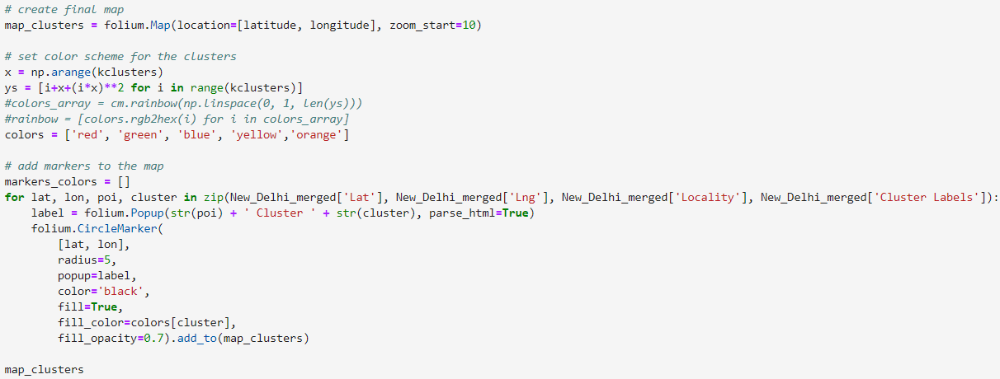 # create final map
map_clusters = folium.Map(location=[latitude, longitude], zoom_start=10)

# set color scheme for the clusters
x = np.arange(kclusters)
ys = [i+x+(i*x)**2 for i in range(kclusters)]
#colors_array = cm.rainbow(np.linspace(0, 1, len(ys)))
#rainbow = [colors.rgb2hex(i) for i in colors_array]
colors = ['red', 'green', 'blue', 'yellow','orange']

# add markers to the map
markers_colors = []
for lat, lon, poi, cluster in zip(New_Delhi_merged['Lat'], New_Delhi_merged['Lng'], New_Delhi_merged['Locality'], New_Delhi_merged['Cluster Labels']):
    label = folium.Popup(str(poi) + ' Cluster ' + str(cluster), parse_html=True)
    folium.CircleMarker(
        [lat, lon],
        radius=5,
        popup=label,
        color='black',
        fill=True,
        fill_color=colors[cluster],
        fill_opacity=0.7).add_to(map_clusters)

map_clusters